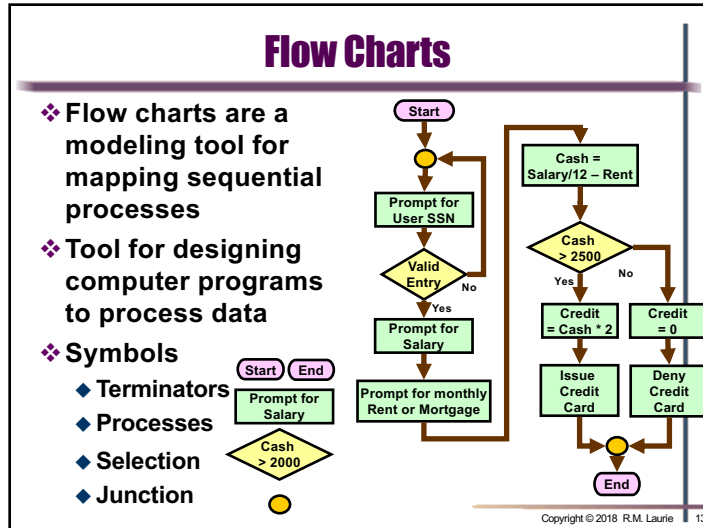 Flow Charts
Flow charts are a
modeling tool for
mapping sequential
processes
Tool for designing
computer programs
to process data
Symbols
Terminators
Processes
Selection
Junction
Start
End
Prompt for
Salary
Cash
> 2000
Start
Prompt for
User SSN
Valid
Entry
No
Yes
Prompt for
Salary
Prompt for monthly
Rent or Mortgage
Cash =
Salary/12 – Rent
Cash
> 2500
Yes
No
Credit
= Cash * 2
Credit
= 0
Issue
Credit
Card
Deny
Credit
Card
End
Copyright © 2018 R.M. Laurie
13